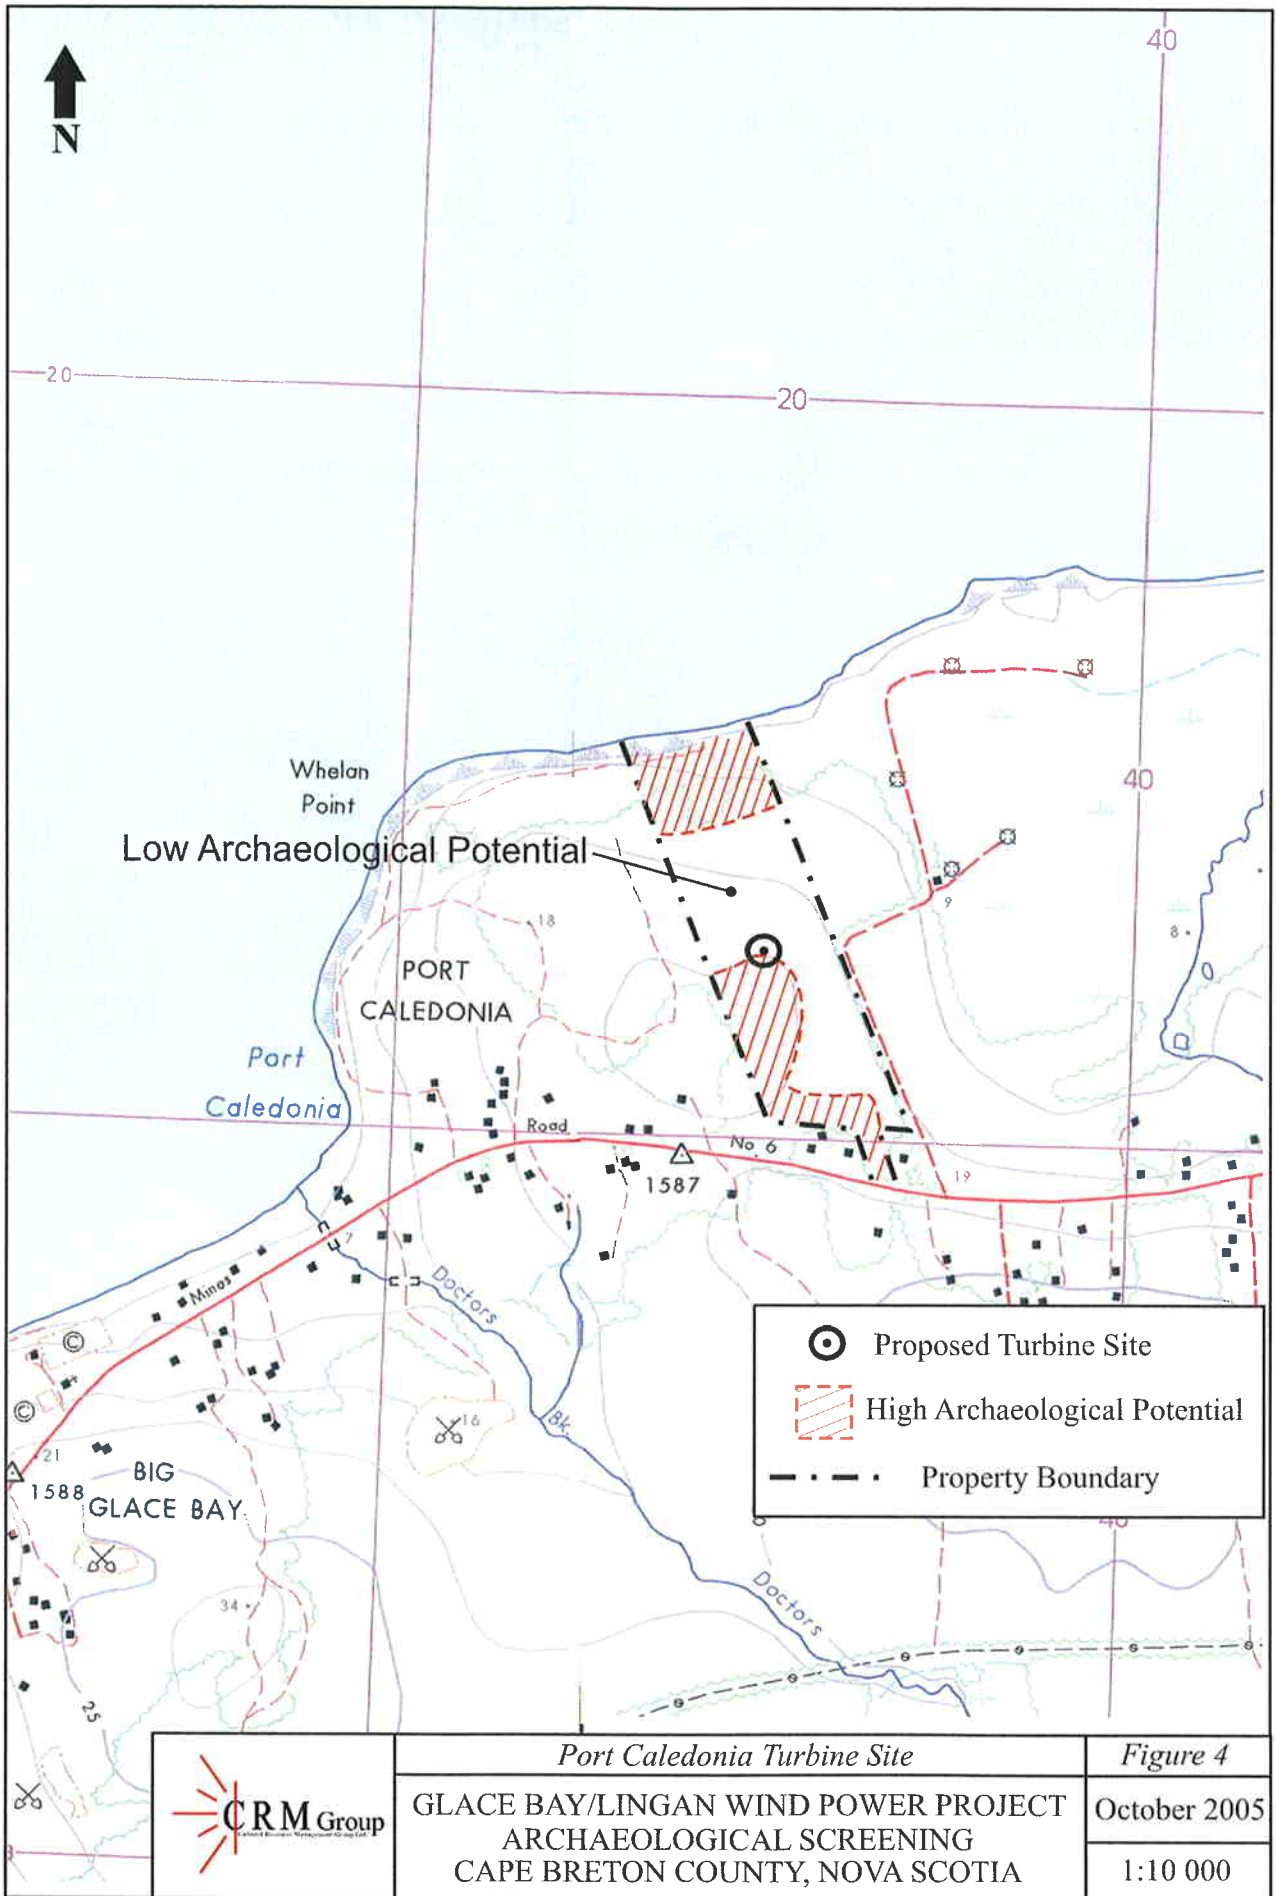 40
N
20
20
Whelan
Point
40
Low Archaeological Potential
9
8
18
PORT
CALEDONIA
Port
Caledonia
Road
No. 6
1587
19
7
Mines
Doctors
©
Proposed Turbine Site
High Archaeological Potential
Property Boundary
©
16
Bk.
21
1588
BIG
GLACE BAY
Doctors
34
25
CRM Group
Port Caledonia Turbine Site
Figure 4
GLACE BAY/LINGAN WIND POWER PROJECT
ARCHAEOLOGICAL SCREENING
CAPE BRETON COUNTY, NOVA SCOTIA
October 2005
1:10 000